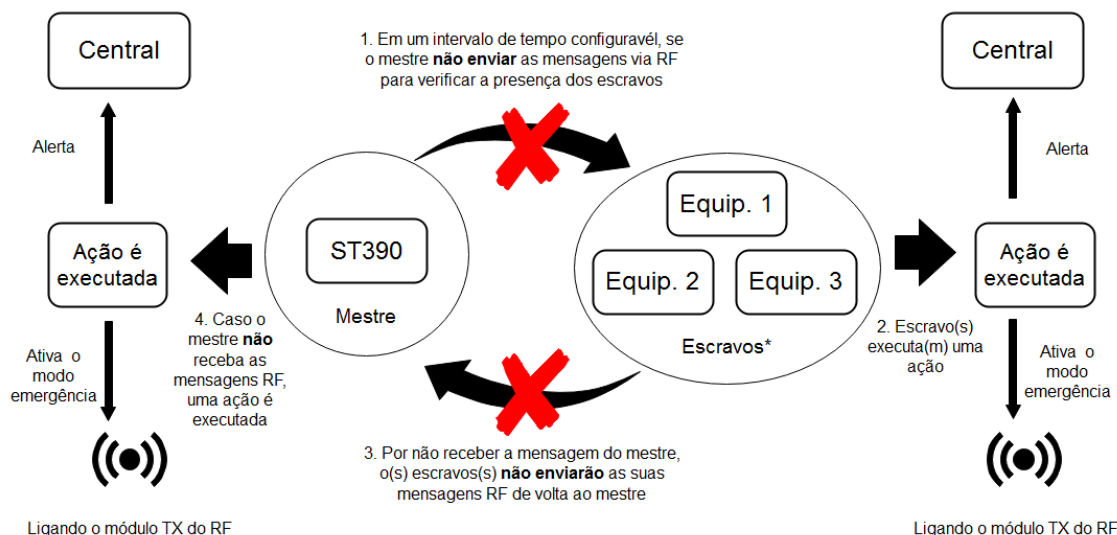 Central
Alerta
Ação é
executada
Ativa o
modo
emergência
Ligando o módulo TX do RF
1. Em um intervalo de tempo configuravél, se
o mestre não enviar as mensagens via RF
para verificar a presença dos escravos
ST390
Mestre
4. Caso o
mestre não
receba as
mensagens RF,
uma ação é
executada
Equip. 1
Equip. 2
Equip. 3
Escravos*
2. Escravo(s)
executa(m) uma
ação
3. Por não receber a mensagem do mestre,
o(s) escravos(s) não enviarão as suas
mensagens RF de volta ao mestre
Central
Alerta
Ação é
executada
Ativa o
modo
emergência
Ligando o módulo TX do RF